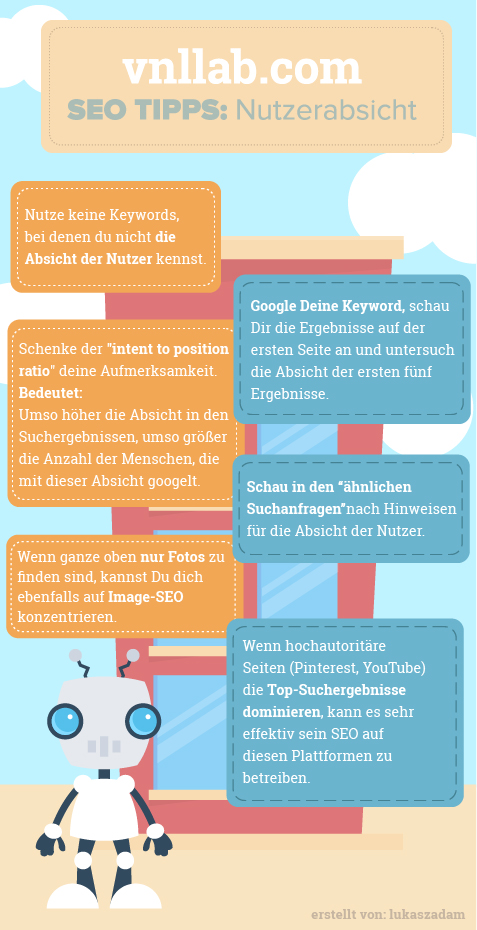 vnllab.com
SEO TIPPS: Nutzerabsicht
Nutze keine Keywords,
bei denen du nicht die
Absicht der Nutzer kennst.
Google Deine Keyword, schau
Dir die Ergebnisse auf der
ersten Seite an und untersuch
die Absicht der ersten fünf
Ergebnisse.
Schenke der "intent to position
ratio" deine Aufmerksamkeit.
Bedeutet:
Umso höher die Absicht in den
Suchergebnissen, umso größer
die Anzahl der Menschen, die
mit dieser Absicht googelt.
Schau in den "ähnlichen
Suchanfragen"nach Hinweisen
für die Absicht der Nutzer.
Wenn ganze oben nur Fotos zu
finden sind, kannst Du dich
ebenfalls auf Image-SEO
konzentrieren.
Wenn hochautoritäre
Seiten (Pinterest, YouTube)
die Top-Suchergebnisse
dominieren, kann es sehr
effektiv sein SEO auf
diesen Plattformen zu
betreiben.
erstellt von: lukaszadam